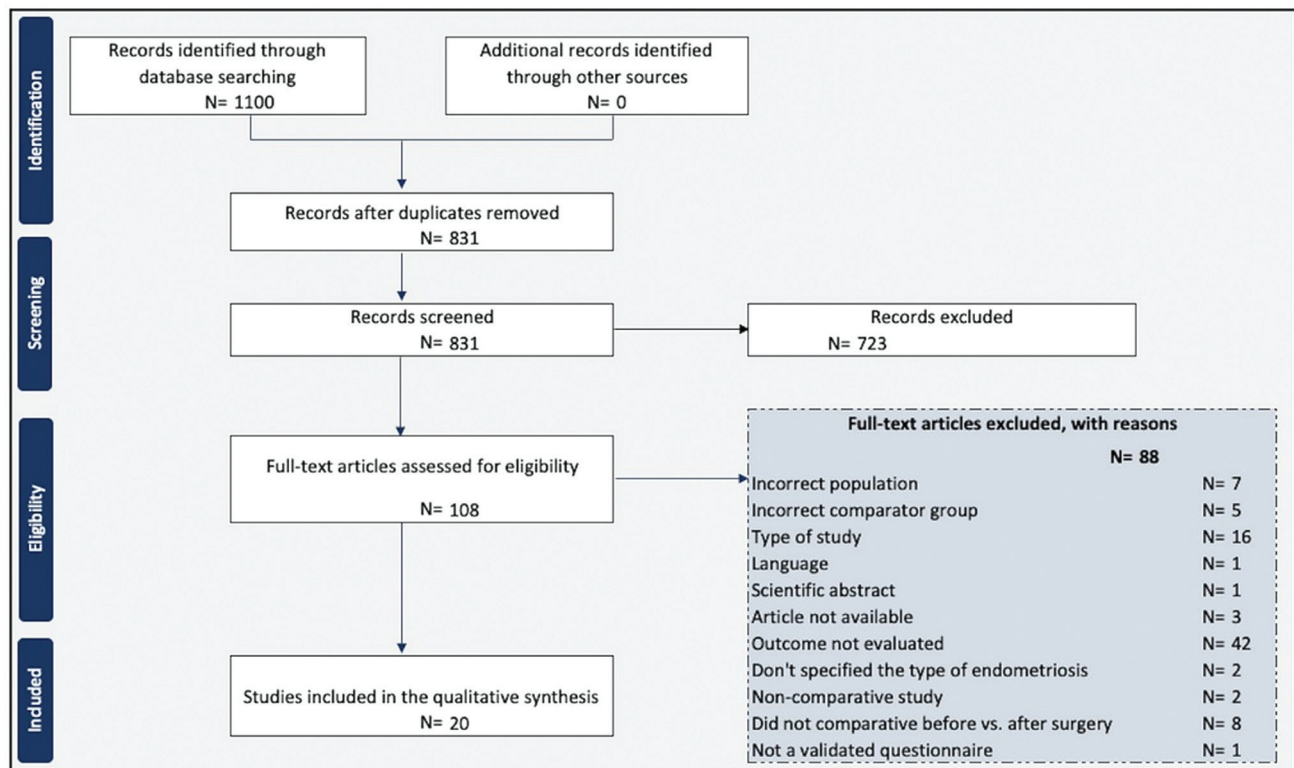 Identification
Records identified through
database searching
N= 1100
Additional records identified
through other sources
N= 0
Records after duplicates removed
N= 831
Screening
Records screened
N= 831
Records excluded
N= 723
Eligibility
Full-text articles assessed for eligibility
N= 108
Full-text articles excluded, with reasons
N= 88
Incorrect population N= 7
Incorrect comparator group N= 5
Type of study N= 16
Language N= 1
Scientific abstract N= 1
Article not available N= 3
Outcome not evaluated N= 42
Don't specified the type of endometriosis N= 2
Non-comparative study N= 2
Did not comparative before vs. after surgery N= 8
Not a validated questionnaire N= 1
Included
Studies included in the qualitative synthesis
N= 20